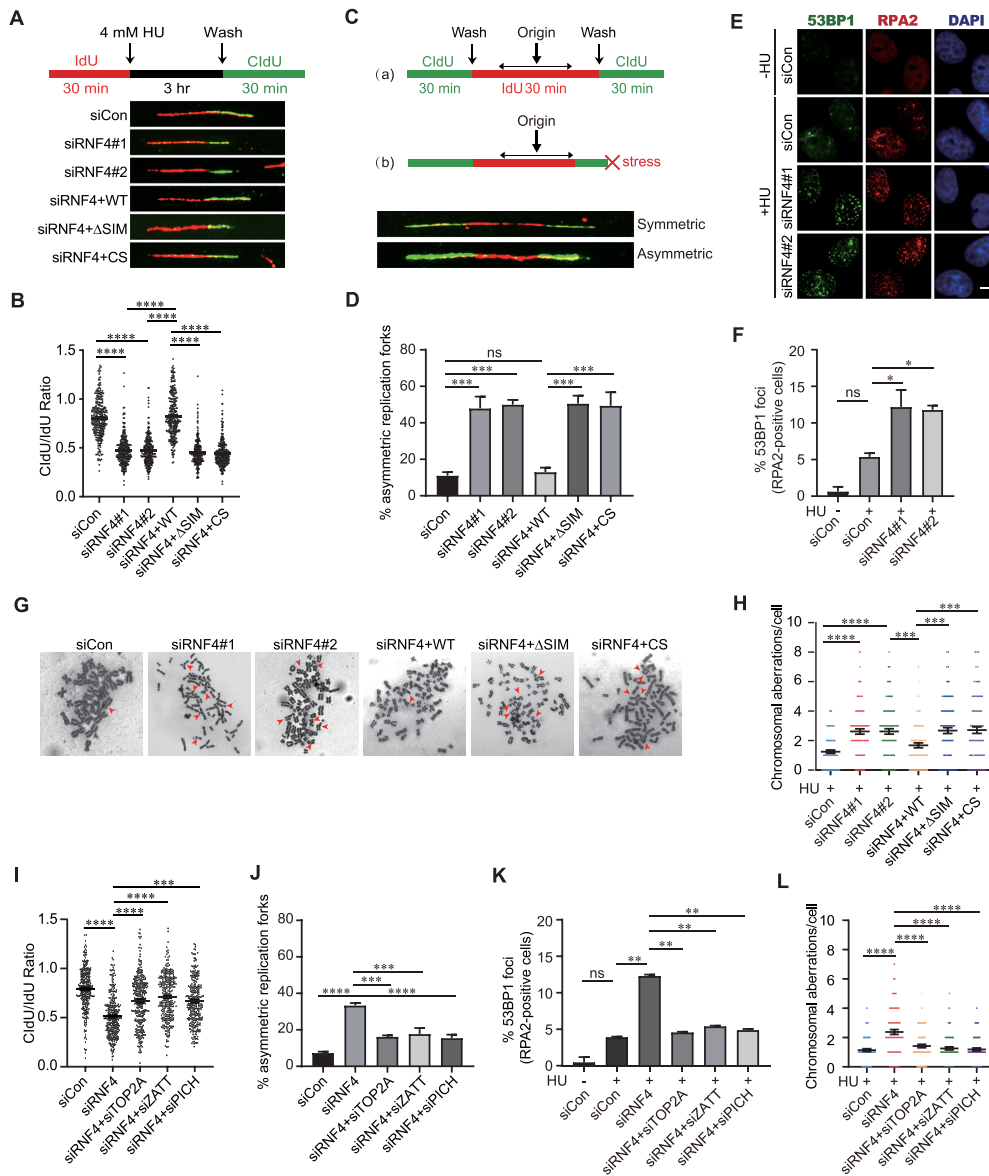 A
4 mM HU
Wash
IdU
CldU
30 min
3 hr
30 min
siCon
siRNF4#1
siRNF4#2
siRNF4+WT
siRNF4+ΔSIM
siRNF4+CS
B
****
****
****
****
****
****
CldU/IdU Ratio
1.5
1.0
0.5
0.0
siCon
siRNF4#1
siRNF4#2
siRNF4+WT
siRNF4+ΔSIM
siRNF4+CS
C
Wash
Origin
Wash
CldU
CldU
(a)
30 min
IdU 30 min
30 min
Origin
(b)
stress
Symmetric
Asymmetric
D
ns
***
***
***
***
% asymmetric replication forks
80
60
40
20
0
siCon
siRNF4#1
siRNF4#2
siRNF4+WT
siRNF4+ΔSIM
siRNF4+CS
E
53BP1
RPA2
DAPI
-HU
siCon
+HU
siCon
siRNF4#1
siRNF4#2
F
ns
*
*
% 53BP1 foci
(RPA2-positive cells)
20
15
10
5
0
HU - + + +
siCon
siCon
siRNF4#1
siRNF4#2
G
siCon
siRNF4#1
siRNF4#2
siRNF4+WT
siRNF4+ΔSIM
siRNF4+CS
H
Chromosomal aberrations/cell
****
****
***
***
***
10
8
6
4
2
0
HU + + + + + +
siCon
siRNF4#1
siRNF4#2
siRNF4+WT
siRNF4+ΔSIM
siRNF4+CS
I
***
****
****
****
CldU/IdU Ratio
1.5
1.0
0.5
0.0
siCon
siRNF4
siRNF4+siTOP2A
siRNF4+siZATT
siRNF4+siPICH
J
***
***
****
****
% asymmetric replication forks
80
60
40
20
0
siCon
siRNF4
siRNF4+siTOP2A
siRNF4+siZATT
siRNF4+siPICH
K
ns
**
**
**
**
% 53BP1 foci
(RPA2-positive cells)
20
15
10
5
0
HU - + + + + +
siCon
siCon
siRNF4
siRNF4+siTOP2A
siRNF4+siZATT
siRNF4+siPICH
L
Chromosomal aberrations/cell
****
****
****
****
10
8
6
4
2
0
HU + + + + +
siCon
siRNF4
siRNF4+siTOP2A
siRNF4+siZATT
siRNF4+siPICH